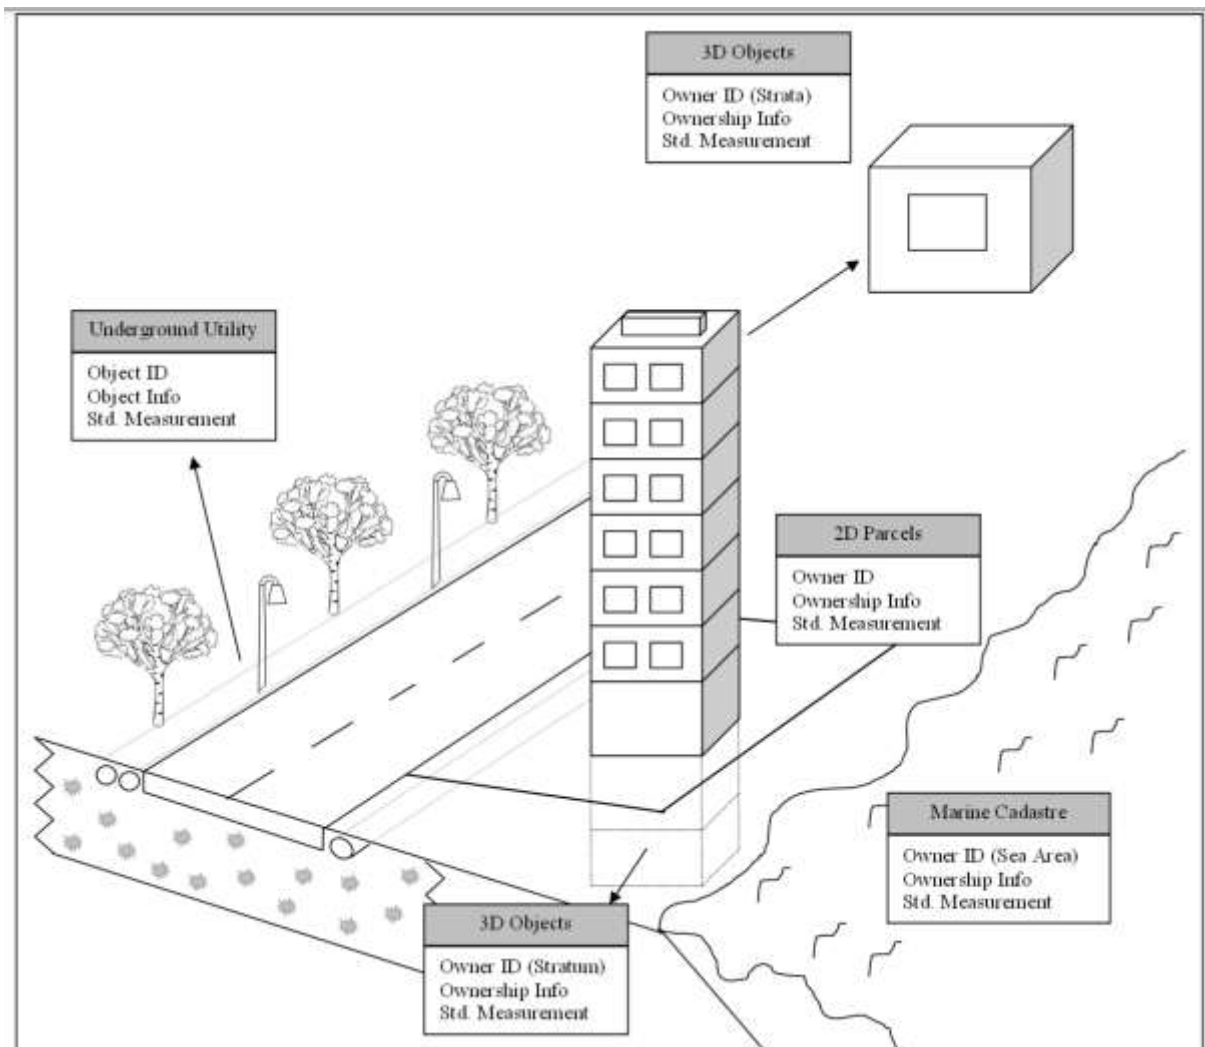 3D Objects
Owner ID (Strata)
Ownership Info
Std. Measurement
Underground Utility
Object ID
Object Info
Std. Measurement
2D Parcels
Owner ID
Ownership Info
Std. Measurement
Marine Cadastre
Owner ID (Sea Area)
Ownership Info
Std. Measurement
3D Objects
Owner ID (Stratum)
Ownership Info
Std. Measurement